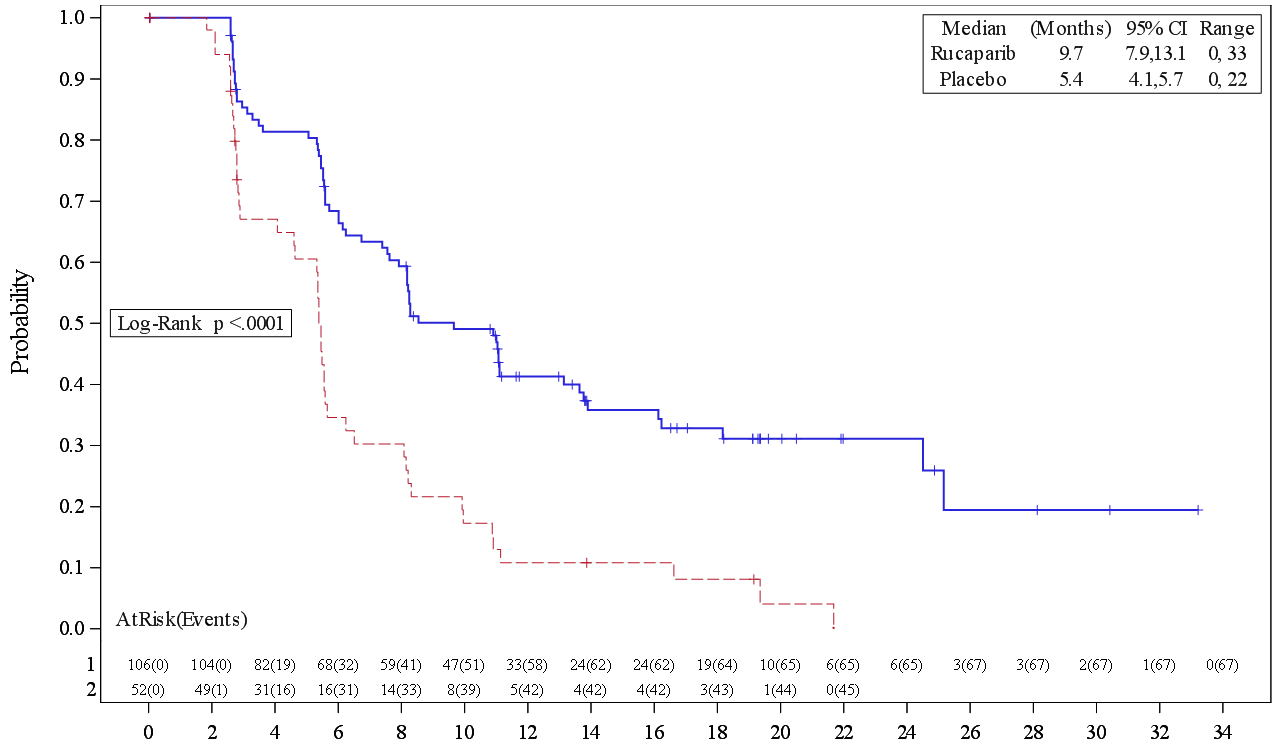 Median (Months) 95% CI Range
Rucaparib 9.7 7.9,13.1 0, 33
Placebo 5.4 4.1,5.7 0, 22
1.0
0.9
0.8
0.7
0.6
0.5
0.4
0.3
0.2
0.1
0.0
Probability
Log-Rank p <.0001
AtRisk(Events)
1 106(0) 104(0) 82(19) 68(32) 59(41) 47(51) 33(58) 24(62) 24(62) 19(64) 10(65) 6(65) 6(65) 3(67) 3(67) 2(67) 1(67) 0(67)
2 52(0) 49(1) 31(16) 16(31) 14(33) 8(39) 5(42) 4(42) 4(42) 3(43) 1(44) 0(45)
0 2 4 6 8 10 12 14 16 18 20 22 24 26 28 30 32 34